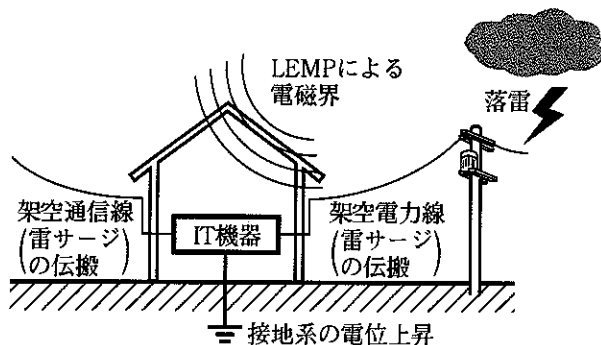 LEMPによる
電磁界
落雷
架空通信線
(雷サージ)
の伝搬
IT機器
架空電力線
(雷サージ)
の伝搬
接地系の電位上昇